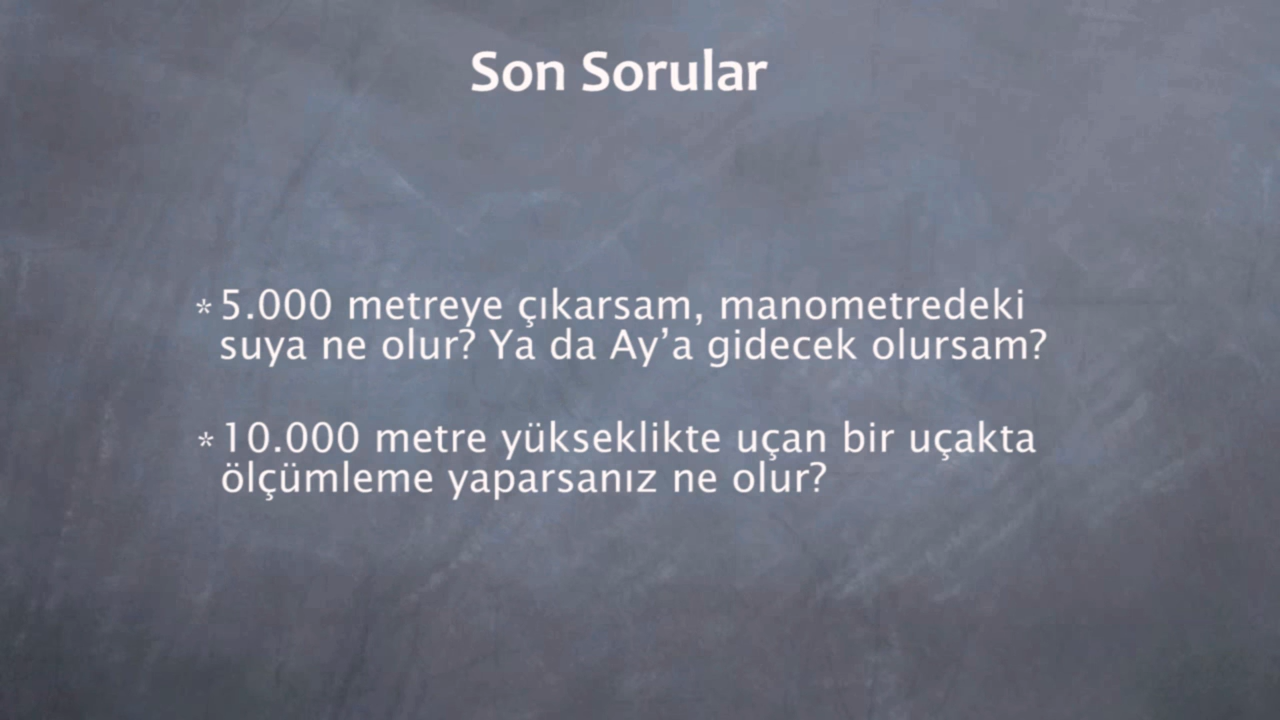 Son Sorular
* 5.000 metreye çıkarsam, manometredeki
suya ne olur? Ya da Ay’a gidecek olursam?
* 10.000 metre yükseklikte uçan bir uçakta
ölçümleme yaparsanız ne olur?